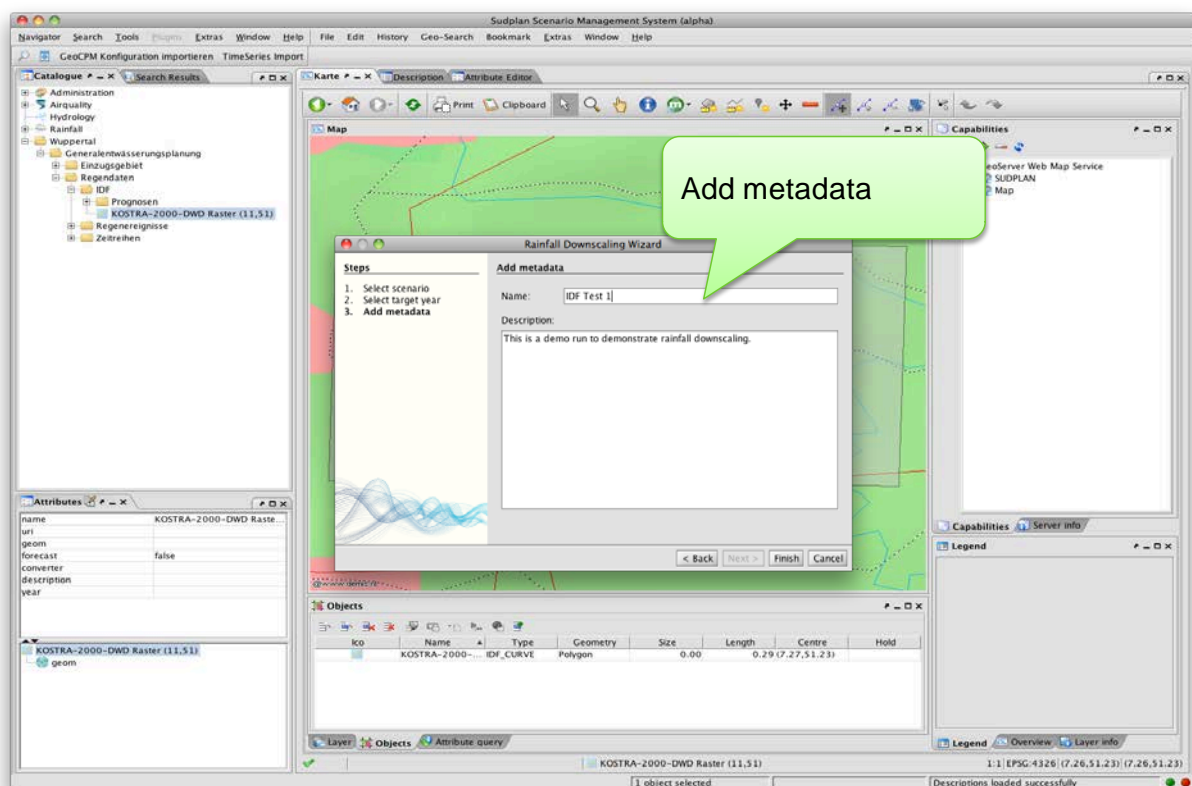 Sudplan Scenario Management System (alpha)
Navigator Search Tools Plugins Extras Window Help File Edit History Geo-Search Bookmark Extras Window Help
GeoCPM Konfiguration importieren TimeSeries Import
Catalogue Search Results
Karte Description Attribute Editor
Administration
Airquality
Hydrology
Rainfall
Wuppertal
Generalentwässerungsplanung
Einzugsgebiet
Regendaten
IDF
Prognosen
KOSTRA-2000-DWD Raster (11,51)
Regenereignisse
Zeitreihen
Print Clipboard
Map
Capabilities
eoServer Web Map Service
SUDPLAN
Map
Add metadata
Rainfall Downscaling Wizard
Steps
1. Select scenario
2. Select target year
3. Add metadata
Add metadata
Name: IDF Test 1
Description:
This is a demo run to demonstrate rainfall downscaling.
< Back Next > Finish Cancel
Attributes
name KOSTRA-2000-DWD Raste...
uri
geom
forecast false
converter
description
year
KOSTRA-2000-DWD Raster (11,51)
geom
Capabilities Server info
Legend
Objects
Ico Name Type Geometry Size Length Centre Hold
KOSTRA-2000-... IDF_CURVE Polygon 0.00 0.29 (7.27,51.23)
Layer Objects Attribute query
Legend Overview Layer info
KOSTRA-2000-DWD Raster (11,51)
1:1 EPSG:4326 (7.26,51.23) (7.26,51.23)
1 object selected
Descriptions loaded successfully